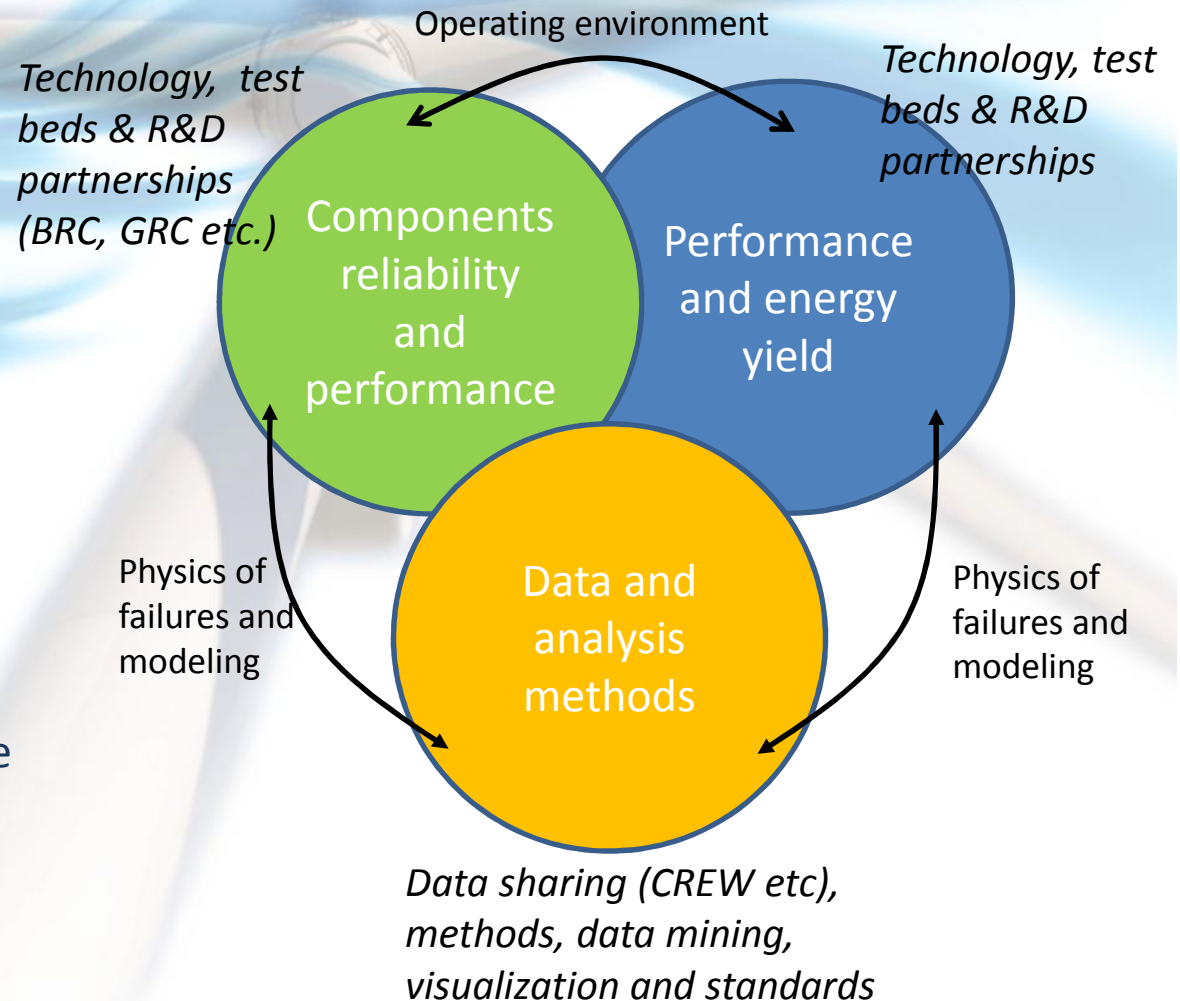 Operating environment
Technology, test
beds & R&D
partnerships
(BRC, GRC etc.)
Technology, test
beds & R&D
partnerships
Components
reliability
and
performance
Performance
and energy
yield
Physics of
failures and
modeling
Data and
analysis
methods
Physics of
failures and
modeling
e
Data sharing (CREW etc),
methods, data mining,
visualization and standards